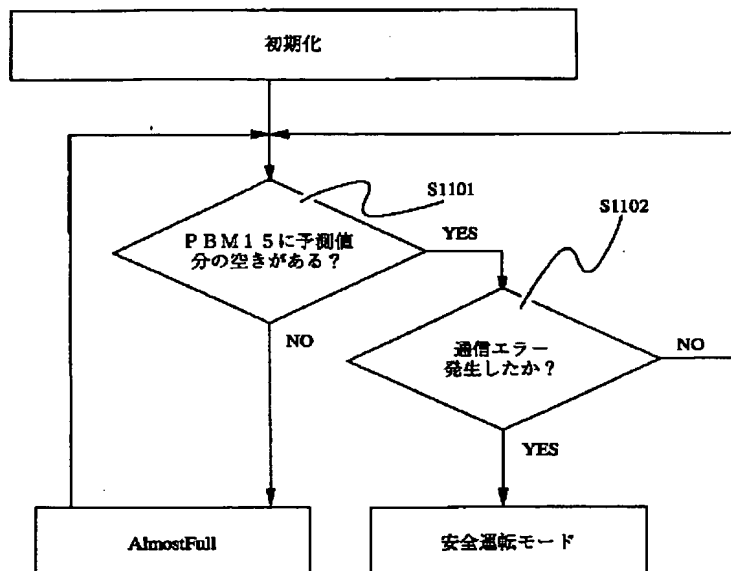 初期化
S1101
PBM15に予測値
分の空きがある?
YES
S1102
NO
通信エラー
発生したか?
NO
YES
AlmostFull
安全運転モード